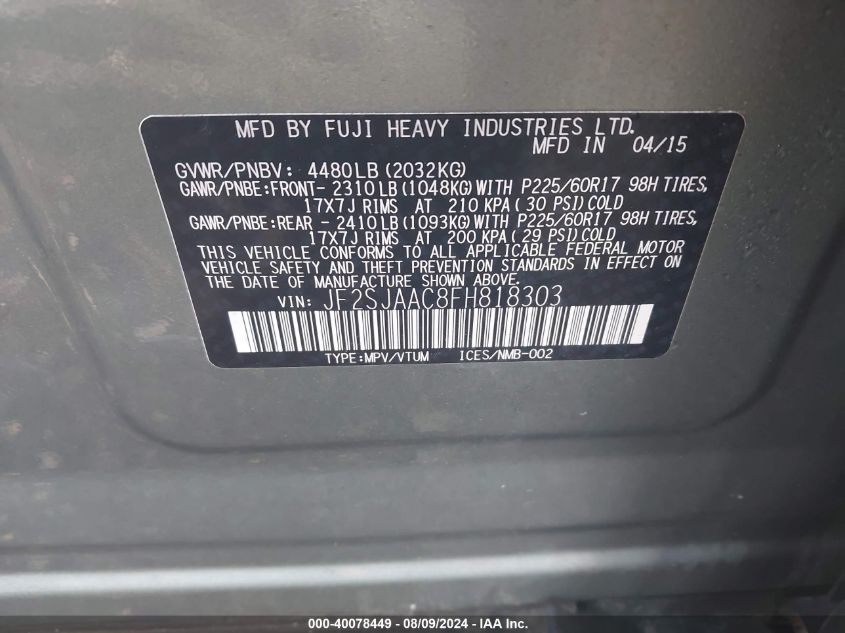 MFD BY FUJI HEAVY INDUSTRIES LTD.
MFD IN 04/15
GVWR/PNBV: 4480LB (2032KG)
GAWR/PNBE:FRONT- 2310LB (1048KG) WITH P225/60R17 98H TIRES,
17X7J RIMS AT 210 KPA ( 30 PSI) COLD
GAWR/PNBE:REAR - 2410LB (1093KG) WITH P225/60R17 98H TIRES,
17X7J RIMS AT 200 KPA ( 29 PSI) COLD
THIS VEHICLE CONFORMS TO ALL APPLICABLE FEDERAL MOTOR
VEHICLE SAFETY AND THEFT PREVENTION STANDARDS IN EFFECT ON
THE DATE OF MANUFACTURE SHOWN ABOVE.
VIN: JF2SJAAC8FH818303
TYPE:MPV/VTUM ICES/NMB-002
000-40078449 - 08/09/2024 - IAA Inc.